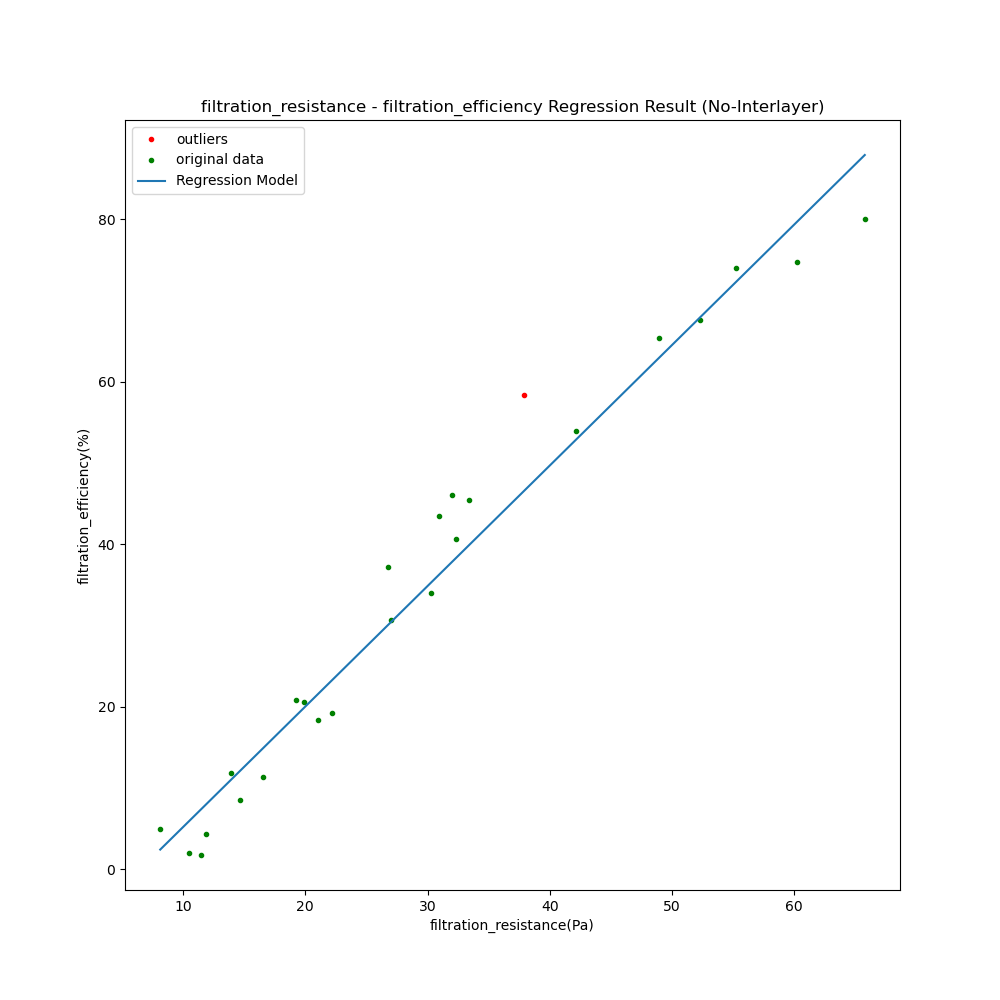 filtration_resistance - filtration_efficiency Regression Result (No-Interlayer)
outliers
original data
Regression Model
80
60
40
20
0
filtration_efficiency(%)
10 20 30 40 50 60
filtration_resistance(Pa)